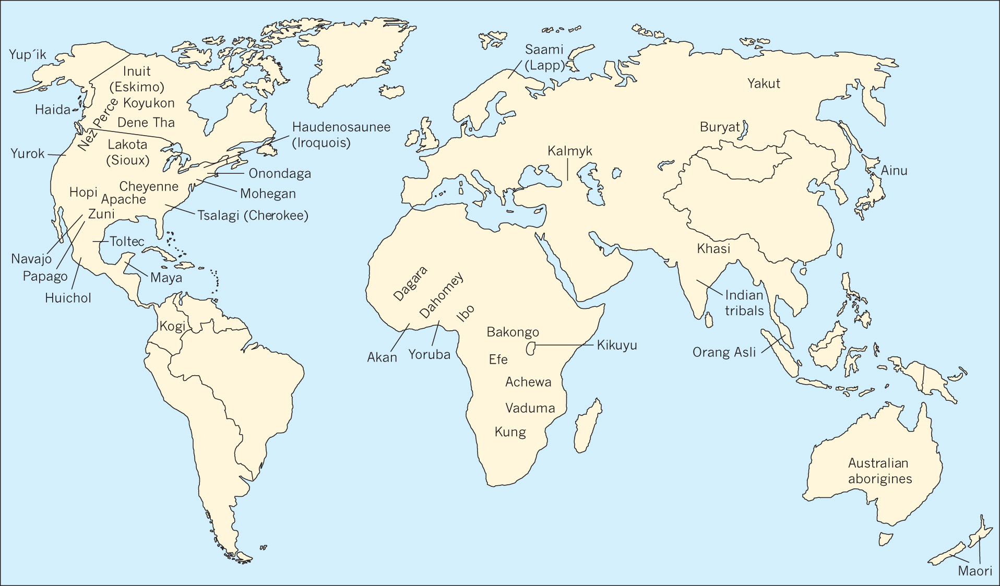 Yup´ik
Inuit
(Eskimo)
Koyukon
Haida
Nez Perce
Dene Tha
Lakota
(Sioux)
Yurok
Haudenosaunee
(Iroquois)
Onondaga
Mohegan
Cheyenne
Hopi
Apache
Zuni
Tsalagi (Cherokee)
Toltec
Navajo
Papago
Maya
Huichol
Kogi
Saami
(Lapp)
Yakut
Buryat
Kalmyk
Ainu
Khasi
Indian
tribals
Orang Asli
Dagara
Dahomey
Ibo
Akan
Yoruba
Bakongo
Kikuyu
Efe
Achewa
Vaduma
Kung
Australian
aborigines
Maori